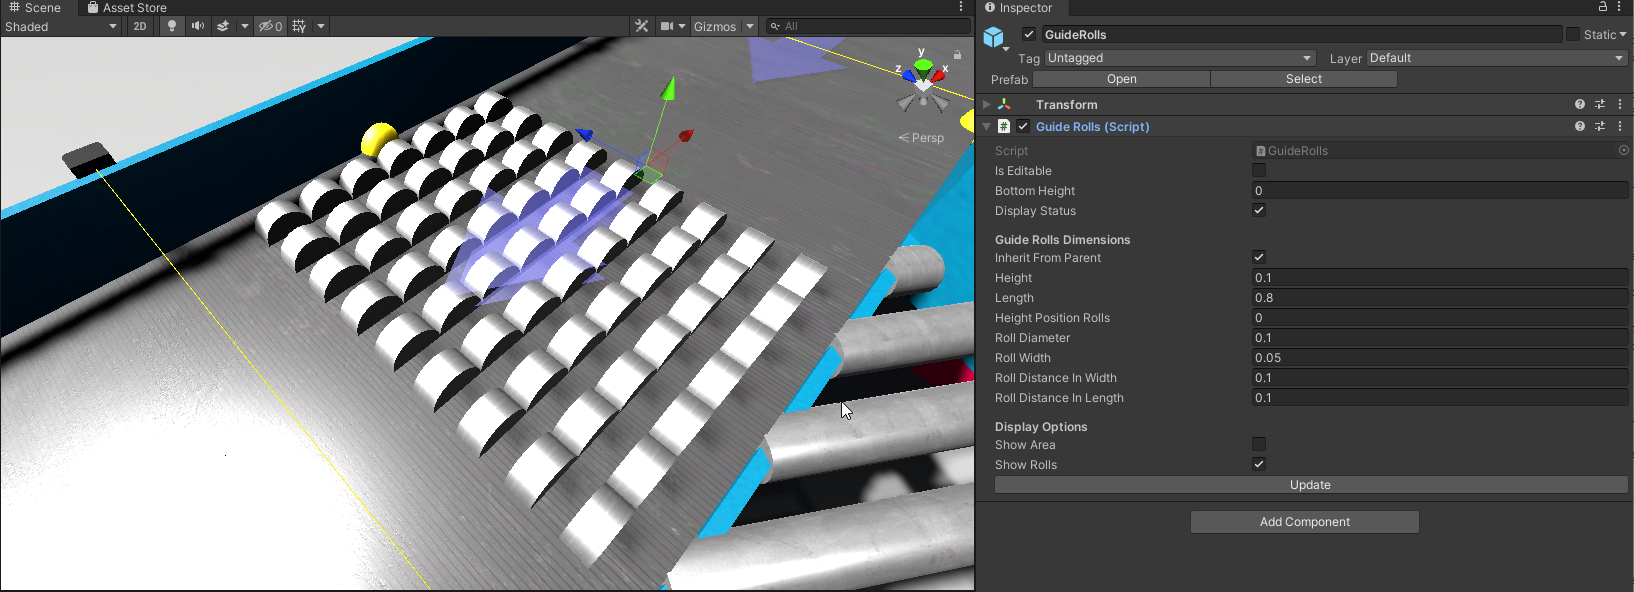 Scene
Asset Store
Inspector
Shaded
2D
0
Gizmos
All
y
z
x
Persp
GuideRolls
Static
Tag Untagged
Layer Default
Prefab Open Select
Transform
Guide Rolls (Script)
Script # GuideRolls
Is Editable
Bottom Height 0
Display Status
Guide Rolls Dimensions
Inherit From Parent
Height 0.1
Length 0.8
Height Position Rolls 0
Roll Diameter 0.1
Roll Width 0.05
Roll Distance In Width 0.1
Roll Distance In Length 0.1
Display Options
Show Area
Show Rolls
Update
Add Component